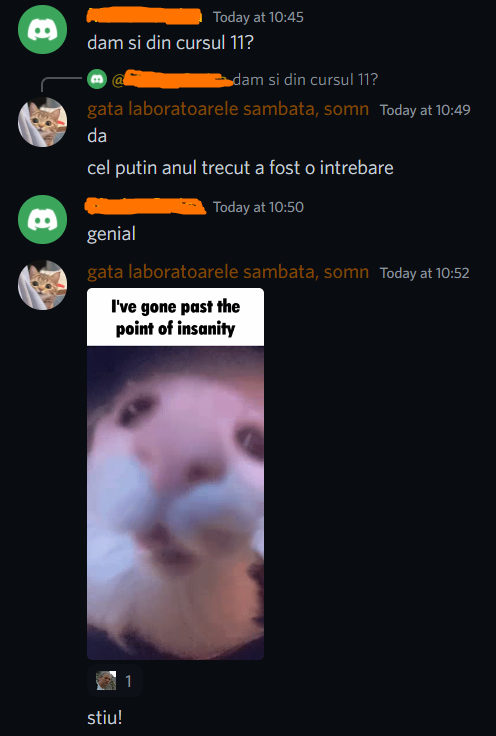 Today at 10:45
dam si din cursul 11?
@ dam si din cursul 11?
gata laboratoarele sambata, somn Today at 10:49
da
cel putin anul trecut a fost o intrebare
Today at 10:50
genial
gata laboratoarele sambata, somn Today at 10:52
I've gone past the
point of insanity
1
stiu!